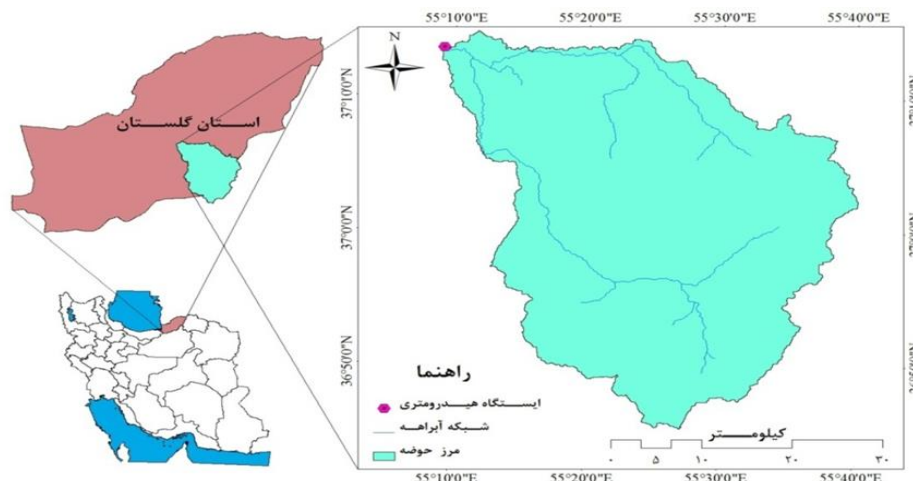 55°10'0"E 55°20'0"E 55°30'0"E 55°40'0"E
N
37°10'0"N
37°0'0"N
36°50'0"N
استان گلستان
راهنما
ایستگاه هیدرومتری
شبکه آبراهه
مرز حوضه
کیلومتر
۰ ۵ ۱۰ ۲۰ ۳۰
55°10'0"E 55°20'0"E 55°30'0"E 55°40'0"E